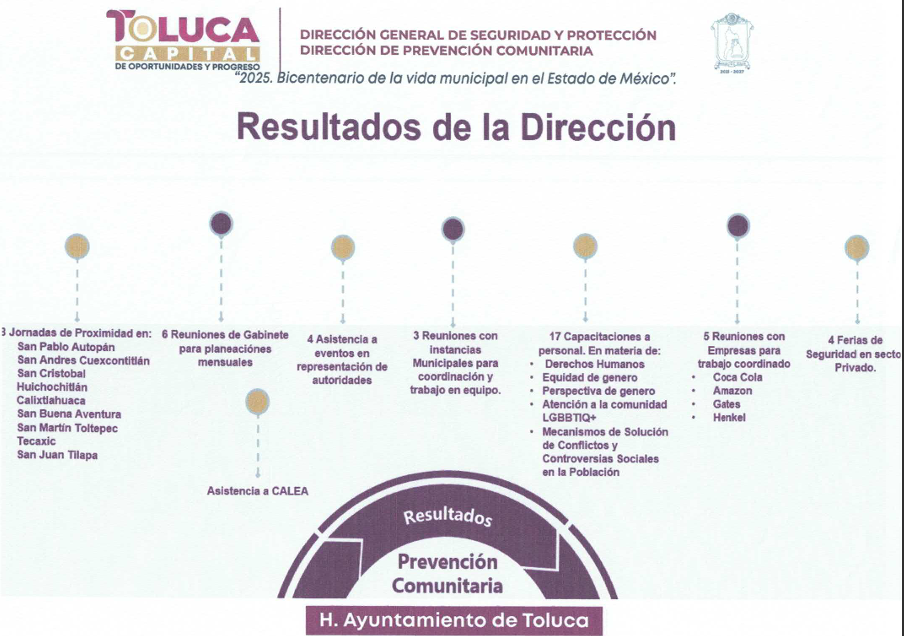 TOLUCA
CAPITAL
DE OPORTUNIDADES Y PROGRESO
DIRECCIÓN GENERAL DE SEGURIDAD Y PROTECCIÓN
DIRECCIÓN DE PREVENCIÓN COMUNITARIA
“2025. Bicentenario de la vida municipal en el Estado de México”.
Resultados de la Dirección
Jornadas de Proximidad en:
San Pablo Autopán
San Andres Cuexcontitlán
San Cristobal
Huichochitlán
Calixtlahuaca
San Buena Aventura
San Martín Toltepec
Tecaxic
San Juan Tilapa
6 Reuniones de Gabinete
para planeaciónes
mensuales
Asistencia a CALEA
4 Asistencia a
eventos en
representación de
autoridades
3 Reuniones con
instancias
Municipales para
coordinación y
trabajo en equipo.
17 Capacitaciones a
personal. En materia de:
• Derechos Humanos
• Equidad de genero
• Perspectiva de genero
• Atención a la comunidad
LGBBTIQ+
• Mecanismos de Solución
de Conflictos y
Controversias Sociales
en la Población
5 Reuniones con
Empresas para
trabajo coordinado
• Coca Cola
• Amazon
• Gates
• Henkel
4 Ferias de
Seguridad en secto
Privado.
Resultados
Prevención
Comunitaria
H. Ayuntamiento de Toluca